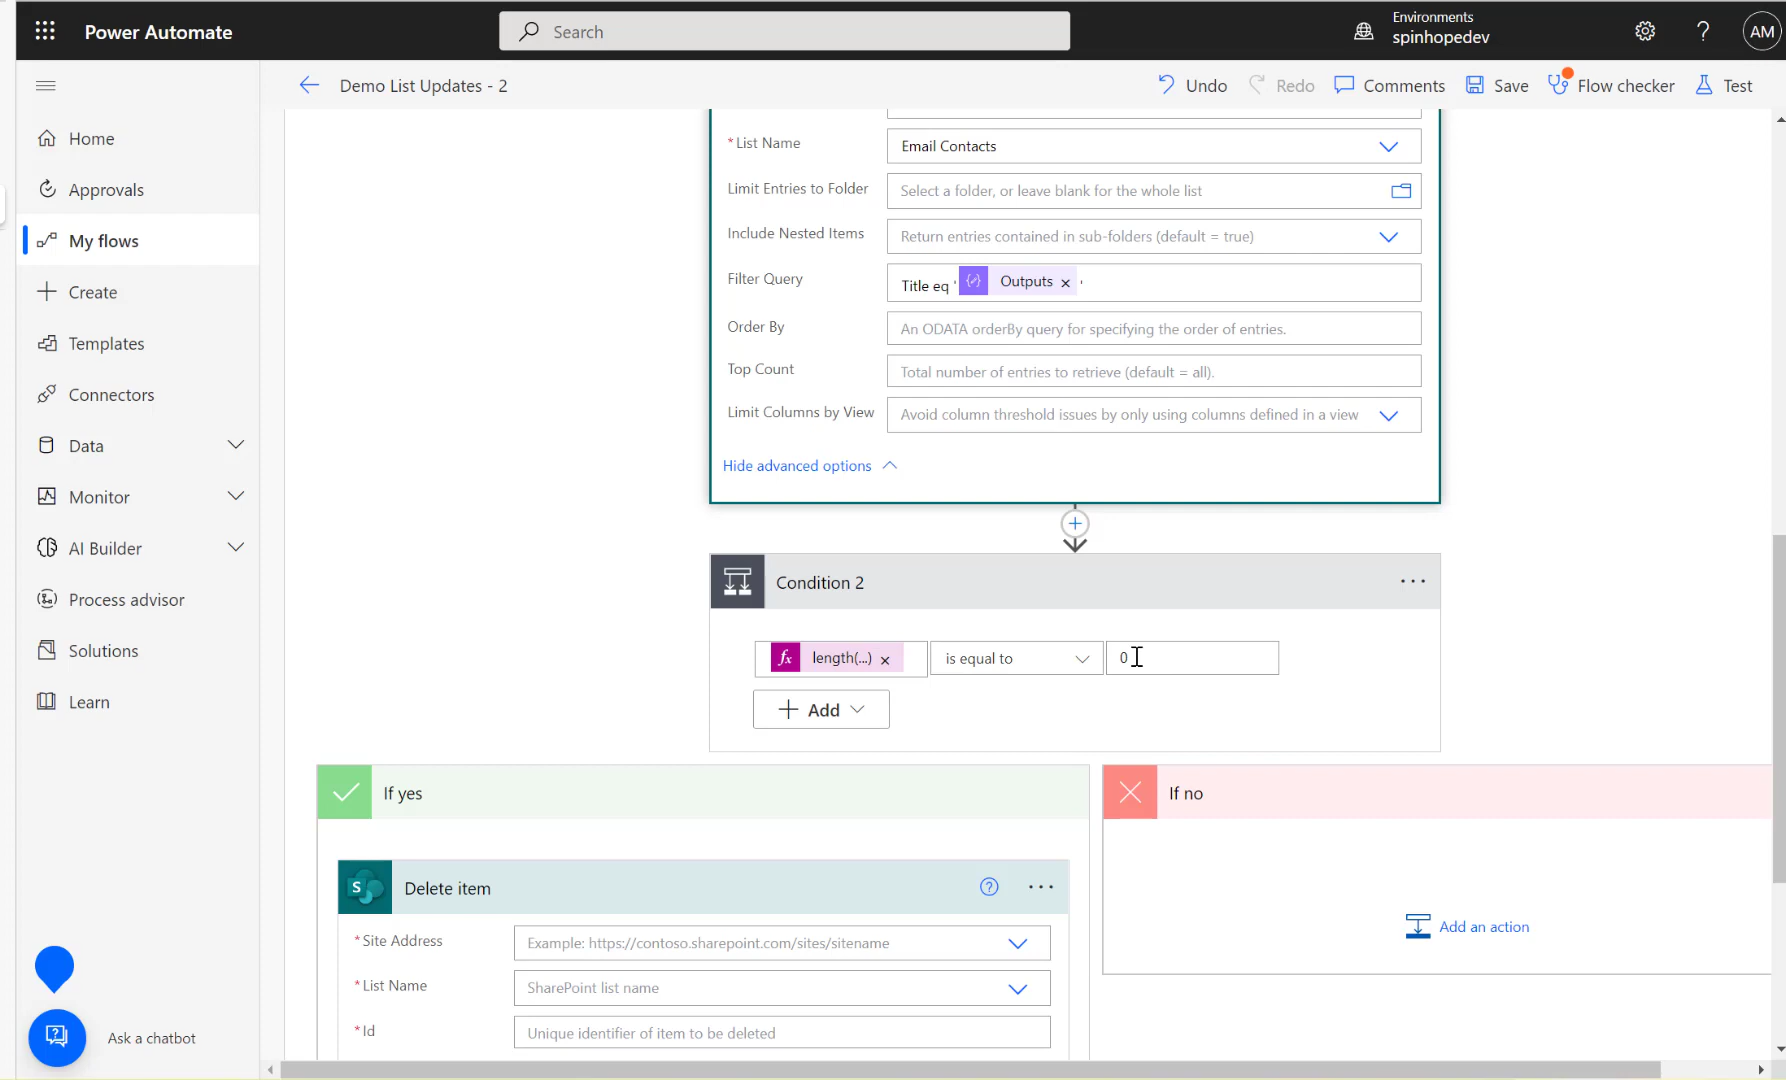 Power Automate
Search
Environments
spinhopedev
? AM
Demo List Updates - 2
Undo Redo Comments Save Flow checker Test
Home
Approvals
My flows
Create
Templates
Connectors
Data
Monitor
AI Builder
Process advisor
Solutions
Learn
Ask a chatbot
* List Name Email Contacts
Limit Entries to Folder Select a folder, or leave blank for the whole list
Include Nested Items Return entries contained in sub-folders (default = true)
Filter Query Title eq ' Outputs × '
Order By An ODATA orderBy query for specifying the order of entries.
Top Count Total number of entries to retrieve (default = all).
Limit Columns by View Avoid column threshold issues by only using columns defined in a view
Hide advanced options
Condition 2 ...
fx length(...) × is equal to 0
+ Add
If yes
If no
S Delete item ? ...
* Site Address Example: https://contoso.sharepoint.com/sites/sitename
* List Name SharePoint list name
* Id Unique identifier of item to be deleted
Add an action